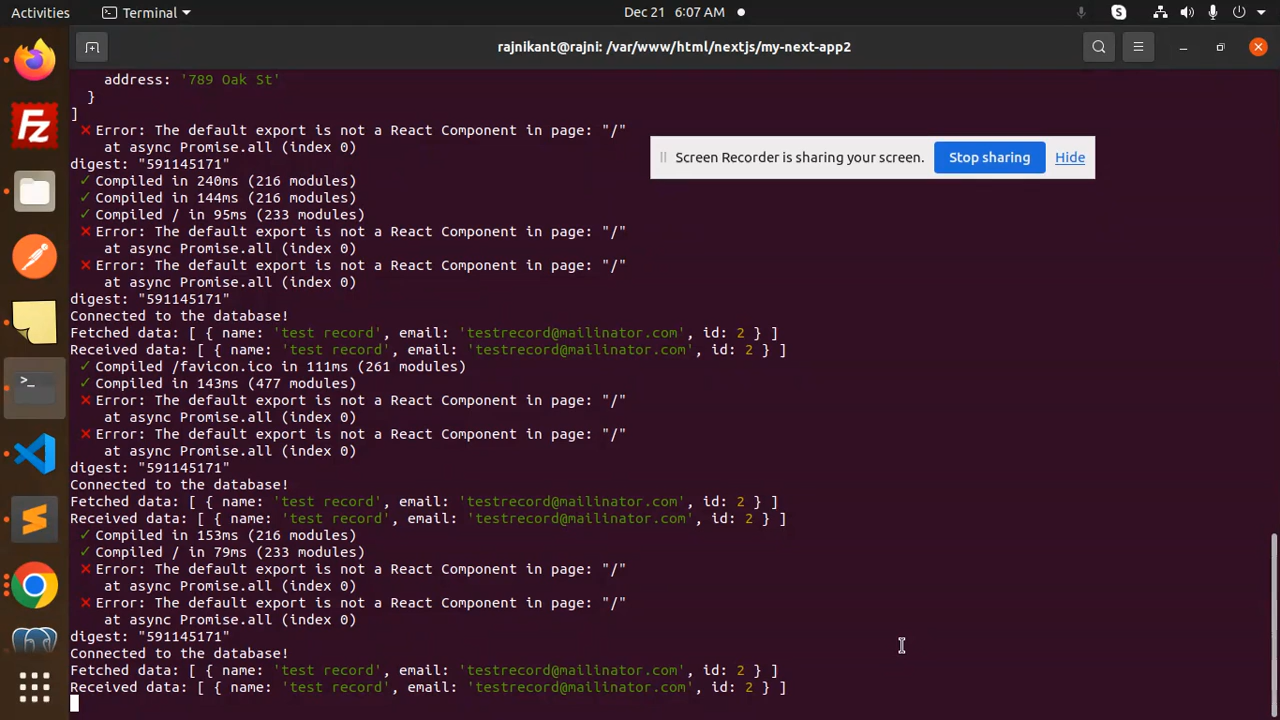 Activities
Terminal
Dec 21 6:07 AM
rajnikant@rajni: /var/www/html/nextjs/my-next-app2
address: '789 Oak St'
}
]
✗ Error: The default export is not a React Component in page: "/"
at async Promise.all (index 0)
Screen Recorder is sharing your screen. Stop sharing Hide
digest: "591145171"
✓ Compiled in 240ms (216 modules)
✓ Compiled in 144ms (216 modules)
✓ Compiled / in 95ms (233 modules)
✗ Error: The default export is not a React Component in page: "/"
at async Promise.all (index 0)
✗ Error: The default export is not a React Component in page: "/"
at async Promise.all (index 0)
digest: "591145171"
Connected to the database!
Fetched data: [ { name: 'test record', email: 'testrecord@mailinator.com', id: 2 } ]
Received data: [ { name: 'test record', email: 'testrecord@mailinator.com', id: 2 } ]
✓ Compiled /favicon.ico in 111ms (261 modules)
✓ Compiled in 143ms (477 modules)
✗ Error: The default export is not a React Component in page: "/"
at async Promise.all (index 0)
✗ Error: The default export is not a React Component in page: "/"
at async Promise.all (index 0)
digest: "591145171"
Connected to the database!
Fetched data: [ { name: 'test record', email: 'testrecord@mailinator.com', id: 2 } ]
Received data: [ { name: 'test record', email: 'testrecord@mailinator.com', id: 2 } ]
✓ Compiled in 153ms (216 modules)
✓ Compiled / in 79ms (233 modules)
✗ Error: The default export is not a React Component in page: "/"
at async Promise.all (index 0)
✗ Error: The default export is not a React Component in page: "/"
at async Promise.all (index 0)
digest: "591145171"
Connected to the database!
Fetched data: [ { name: 'test record', email: 'testrecord@mailinator.com', id: 2 } ]
Received data: [ { name: 'test record', email: 'testrecord@mailinator.com', id: 2 } ]